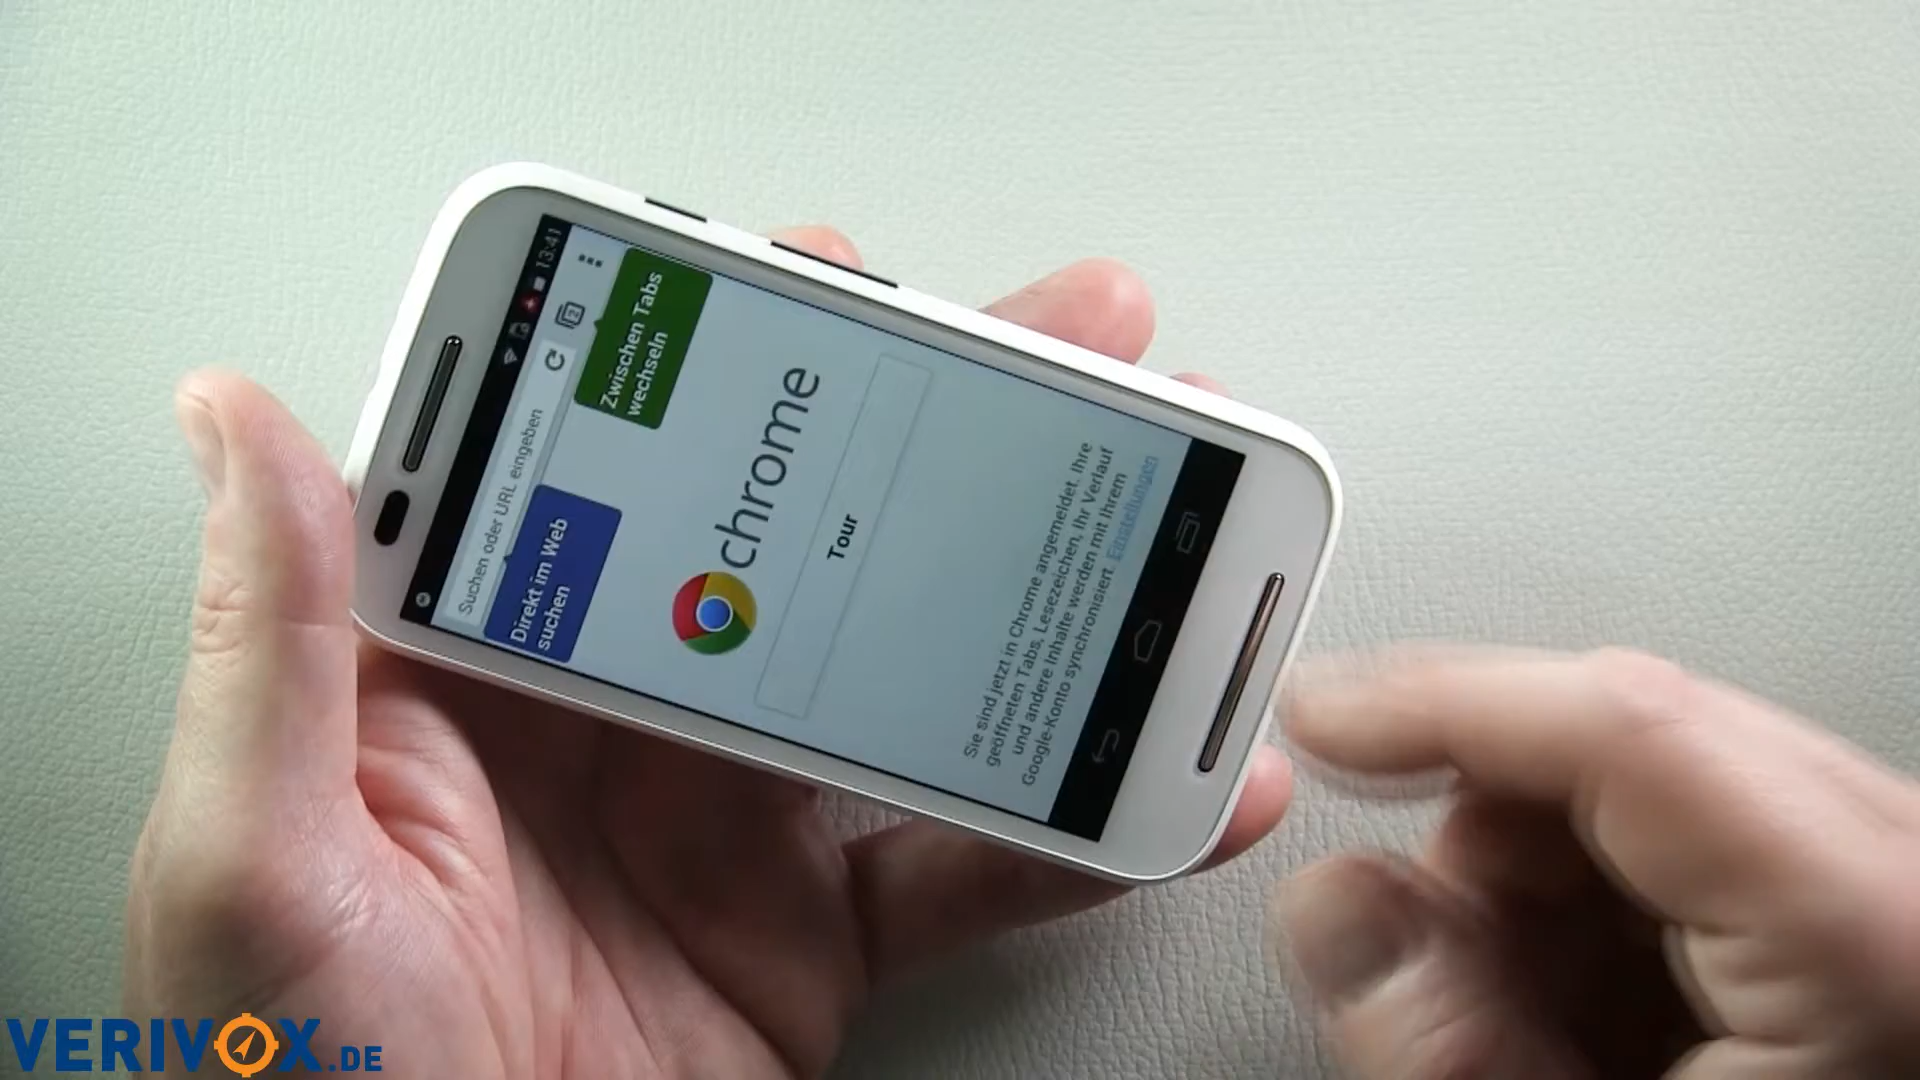 13:41
Suchen oder URL eingeben
2
Direkt im Web
suchen
Zwischen Tabs
wechseln
chrome
Tour
Sie sind jetzt in Chrome angemeldet. Ihre
geöffneten Tabs, Lesezeichen, Ihr Verlauf
und andere Inhalte werden mit Ihrem
Google-Konto synchronisiert. Einstellungen
VERIVOX.DE